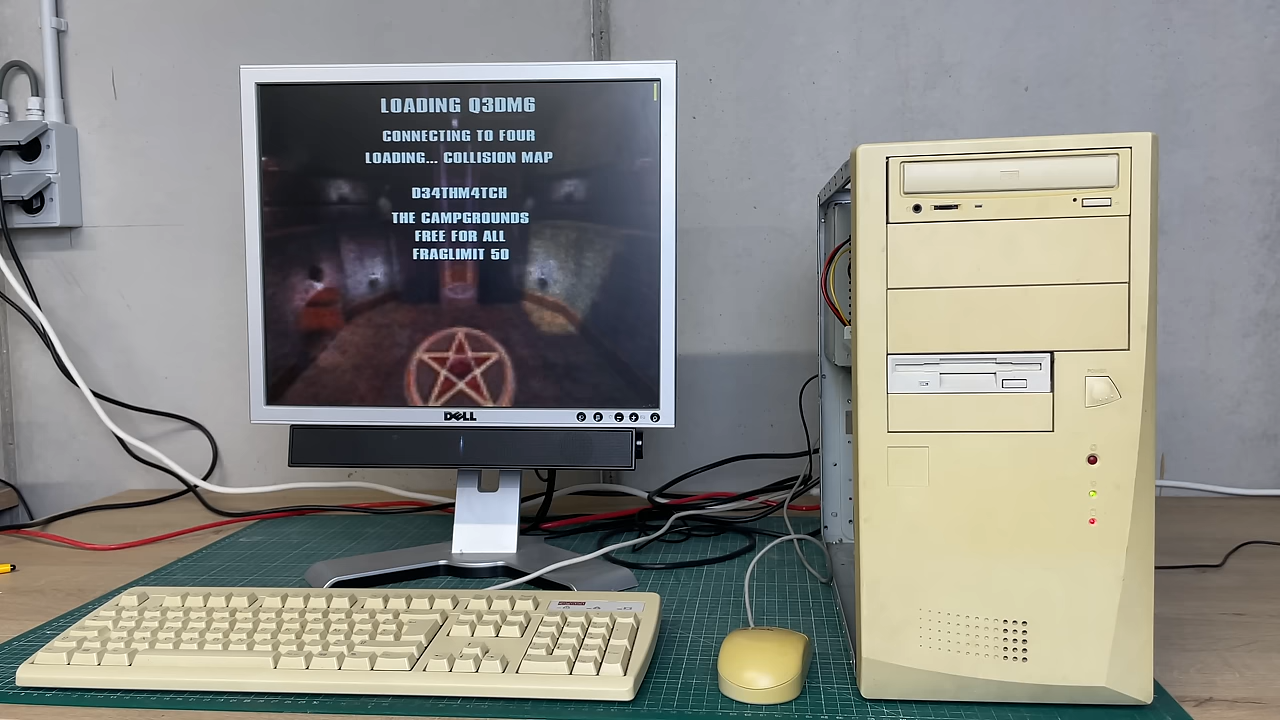 LOADING Q3DM6
CONNECTING TO FOUR
LOADING... COLLISION MAP
D34THM4TCH
THE CAMPGROUNDS
FREE FOR ALL
FRAGLIMIT 50
DELL